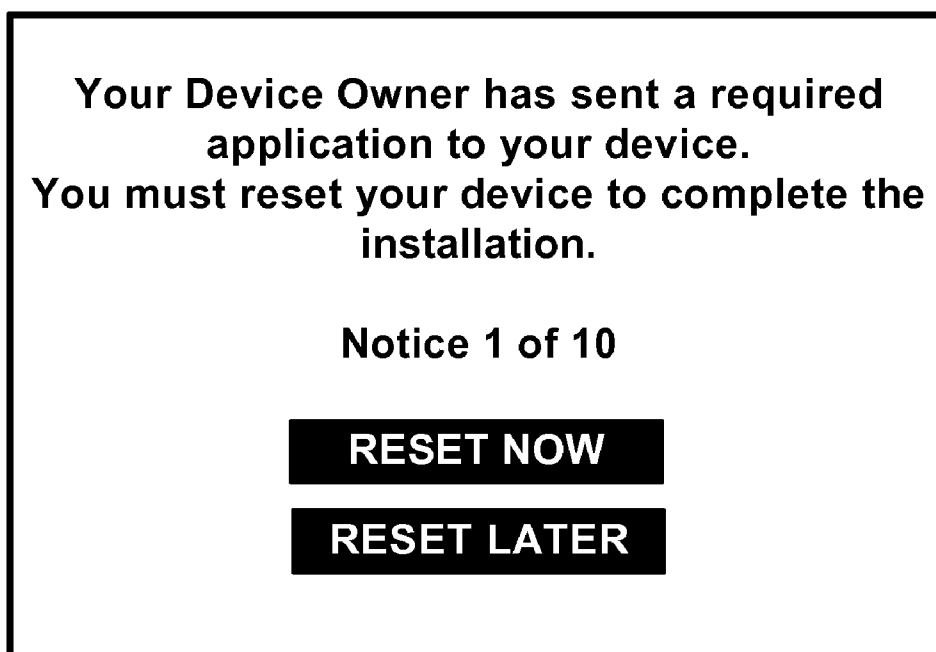 Your Device Owner has sent a required
application to your device.
You must reset your device to complete the
installation.
Notice 1 of 10
RESET NOW
RESET LATER